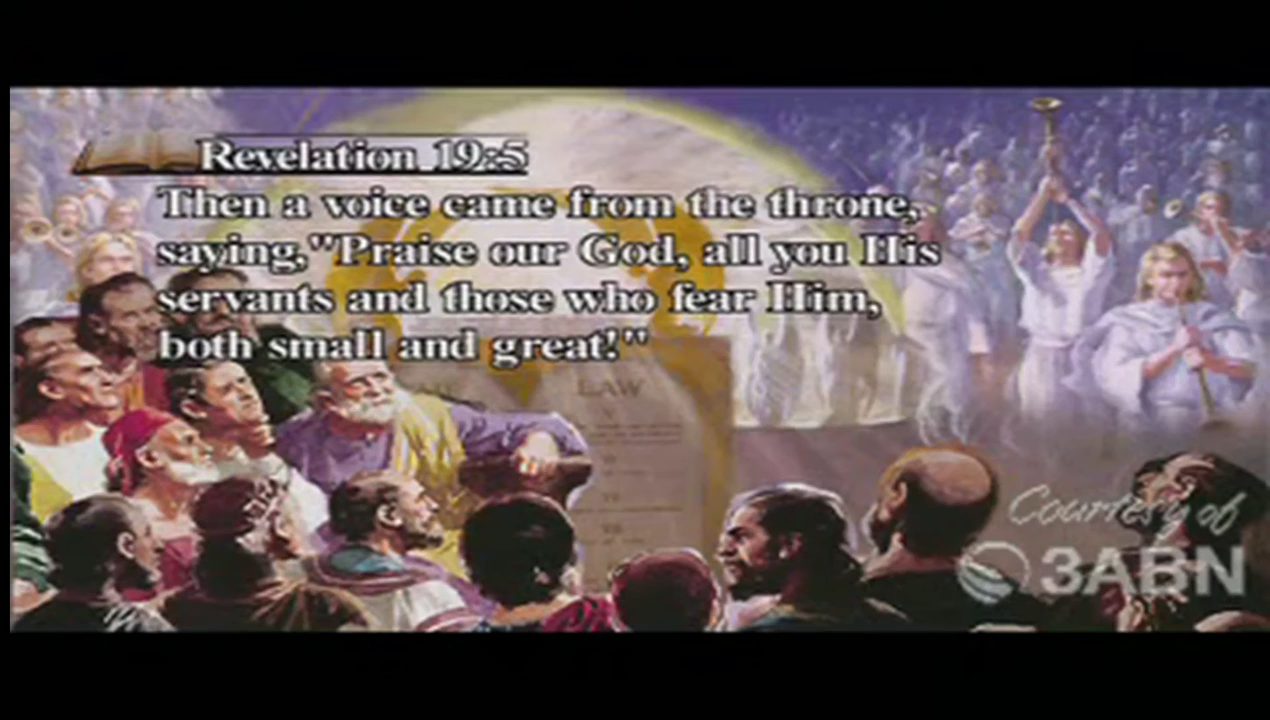 Revelation 19:5
Then a voice came from the throne,
saying,"Praise our God, all you His
servants and those who fear Him,
both small and great!"
LAW
Courtesy of
3ABN